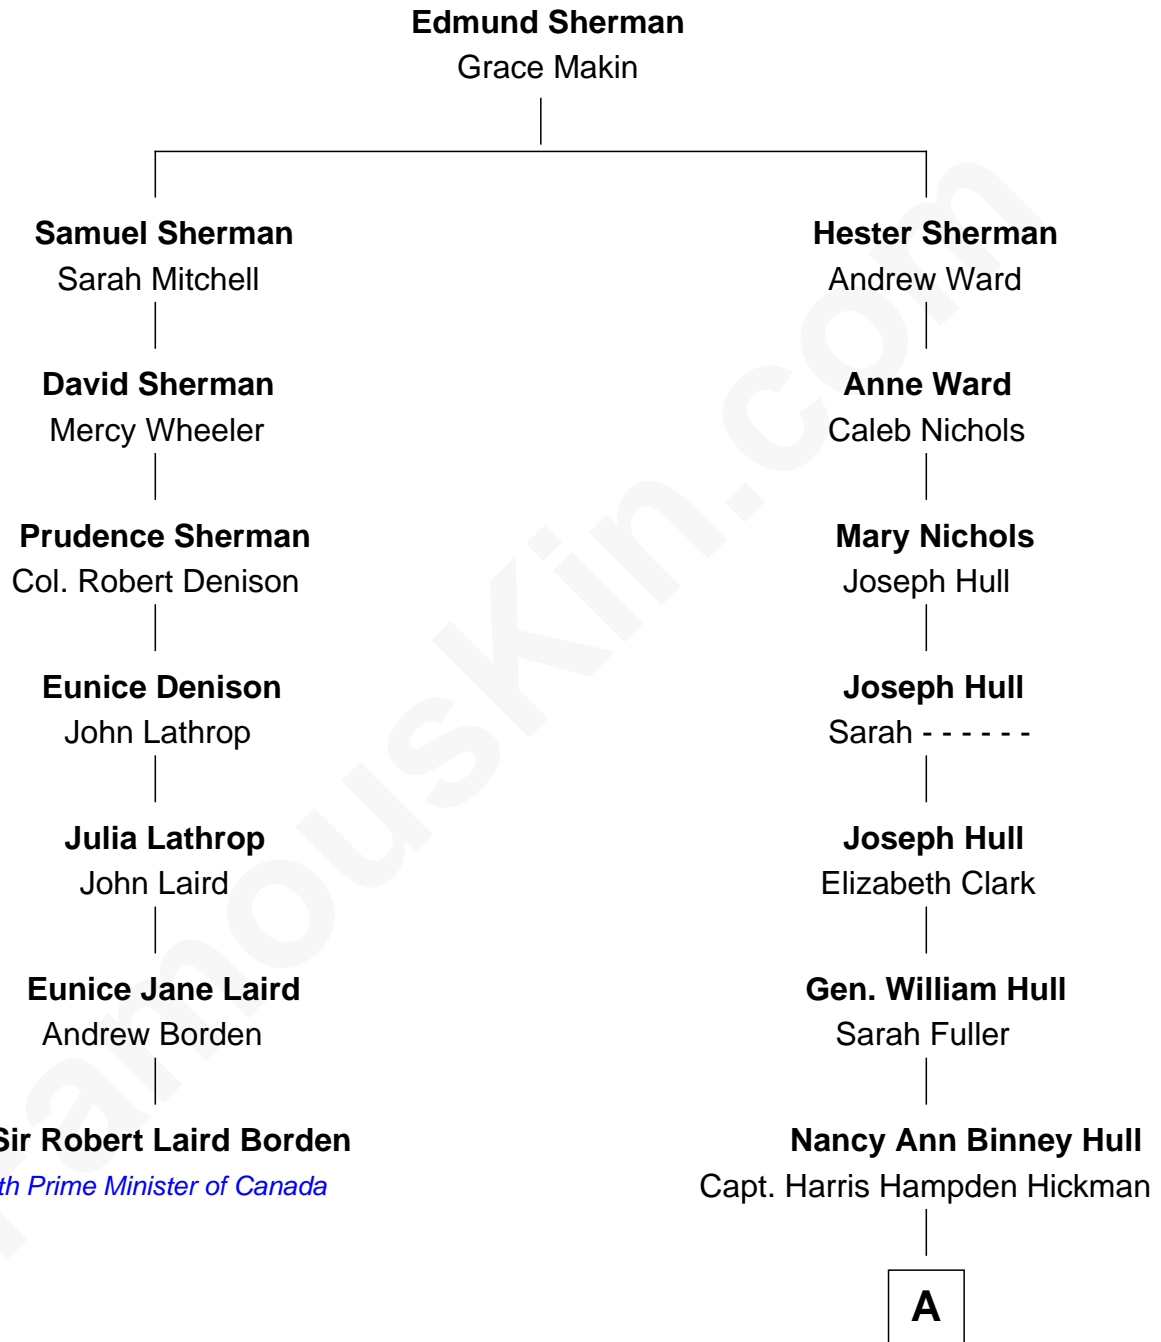 Edmund Sherman
Grace Makin
Samuel Sherman
Sarah Mitchell
Hester Sherman
Andrew Ward
David Sherman
Mercy Wheeler
Anne Ward
Caleb Nichols
Prudence Sherman
Col. Robert Denison
Mary Nichols
Joseph Hull
Eunice Denison
John Lathrop
Joseph Hull
Sarah - - - - - -
Julia Lathrop
John Laird
Joseph Hull
Elizabeth Clark
Eunice Jane Laird
Andrew Borden
Gen. William Hull
Sarah Fuller
Sir Robert Laird Borden
th Prime Minister of Canada
Nancy Ann Binney Hull
Capt. Harris Hampden Hickman
A
FamousKin.com